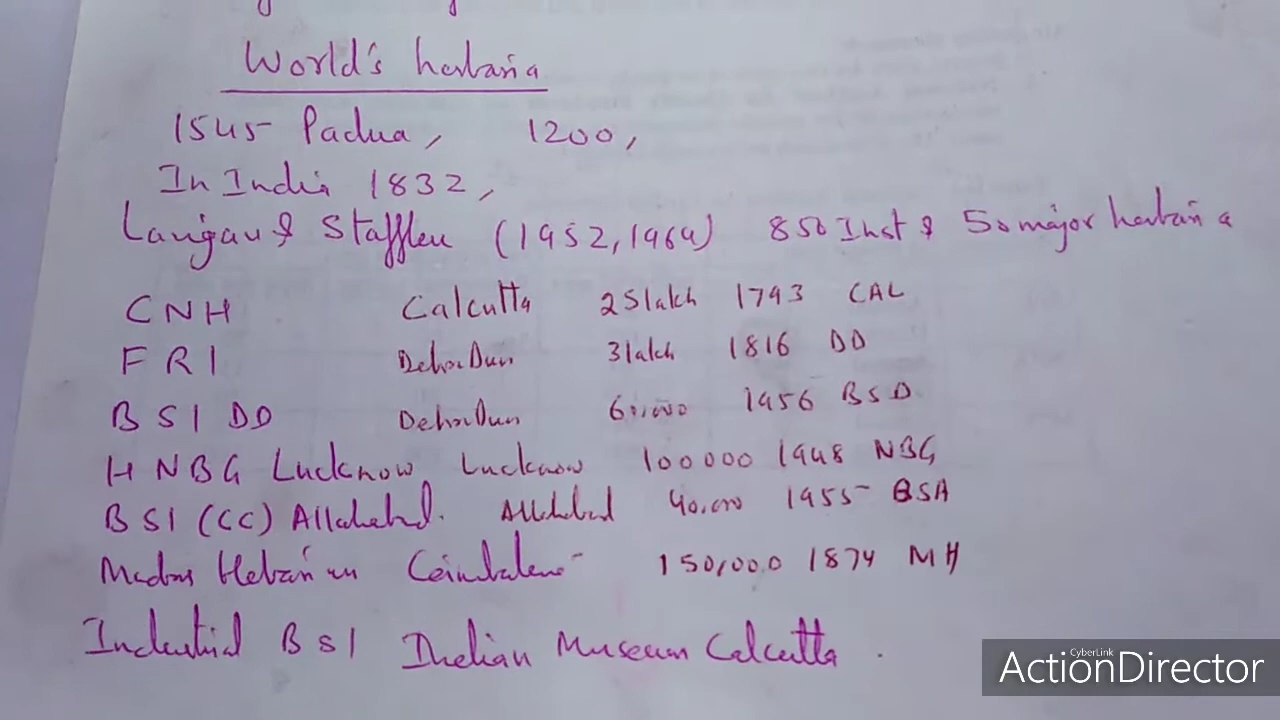 World's herbaria
1545 Padua, 1200,
In India 1832,
Lanjau & Staffleu (1952, 1964) 850 Inst & 50 major herbaria
CNH Calcutta 25 lakh 1793 CAL
FRI DehraDun 3 lakh 1816 DD
BSI DD DehraDun 60,000 1956 BSD
HNBG Lucknow Lucknow 100000 1948 NBG
BSI (CC) Allahabad. Allahabad 40,000 1955 BSA
Madras Herbarium Coimbatore 150,000 1874 MH
Industrial BSI Indian Museum Calcutta.
CyberLink
ActionDirector